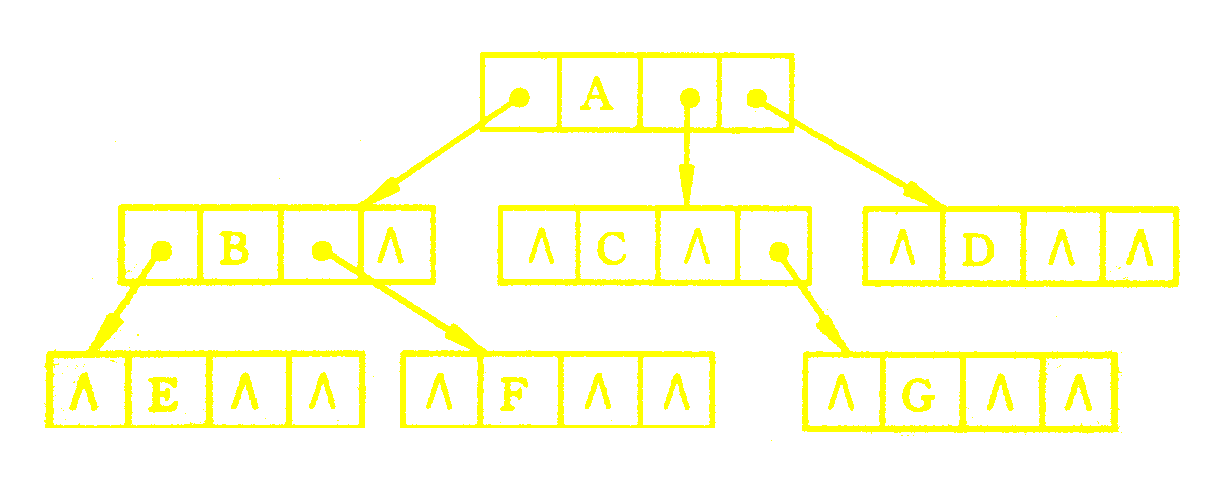 A
B ∧ ∧ C ∧ ∧ D ∧ ∧
∧ E ∧ ∧ ∧ F ∧ ∧ ∧ G ∧ ∧